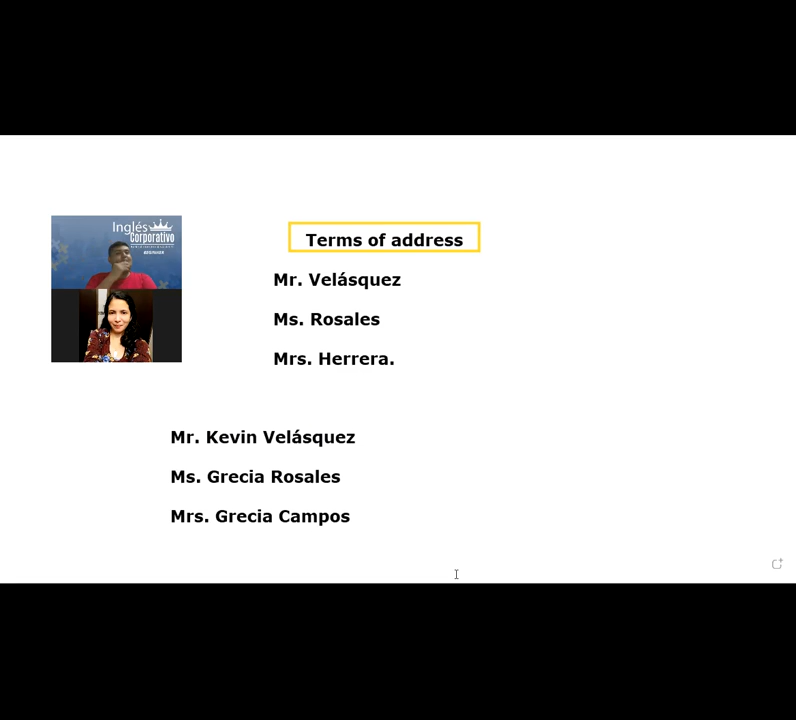 Inglés
Corporativo
BEGINNER
Terms of address
Mr. Velásquez
Ms. Rosales
Mrs. Herrera.
Mr. Kevin Velásquez
Ms. Grecia Rosales
Mrs. Grecia Campos